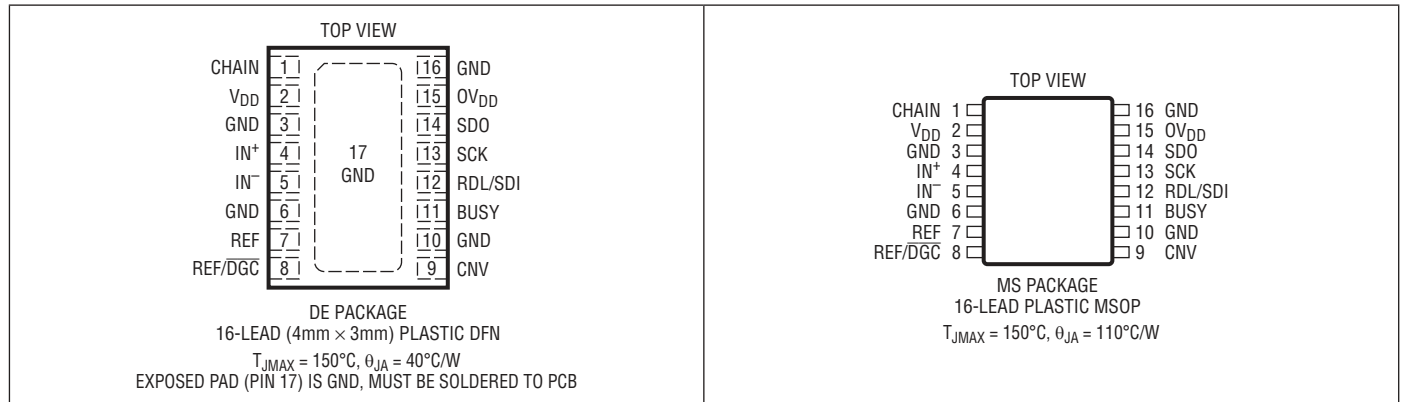 TOP VIEW
CHAIN 1 16 GND
VDD 2 15 OVDD
GND 3 14 SDO
IN+ 4 13 SCK
IN– 5 12 RDL/SDI
GND 6 11 BUSY
REF 7 10 GND
REF/D̅G̅C̅ 8 9 CNV
17
GND
DE PACKAGE
16-LEAD (4mm × 3mm) PLASTIC DFN
TJMAX = 150°C, θJA = 40°C/W
EXPOSED PAD (PIN 17) IS GND, MUST BE SOLDERED TO PCB
TOP VIEW
CHAIN 1 16 GND
VDD 2 15 OVDD
GND 3 14 SDO
IN+ 4 13 SCK
IN– 5 12 RDL/SDI
GND 6 11 BUSY
REF 7 10 GND
REF/D̅G̅C̅ 8 9 CNV
MS PACKAGE
16-LEAD PLASTIC MSOP
TJMAX = 150°C, θJA = 110°C/W